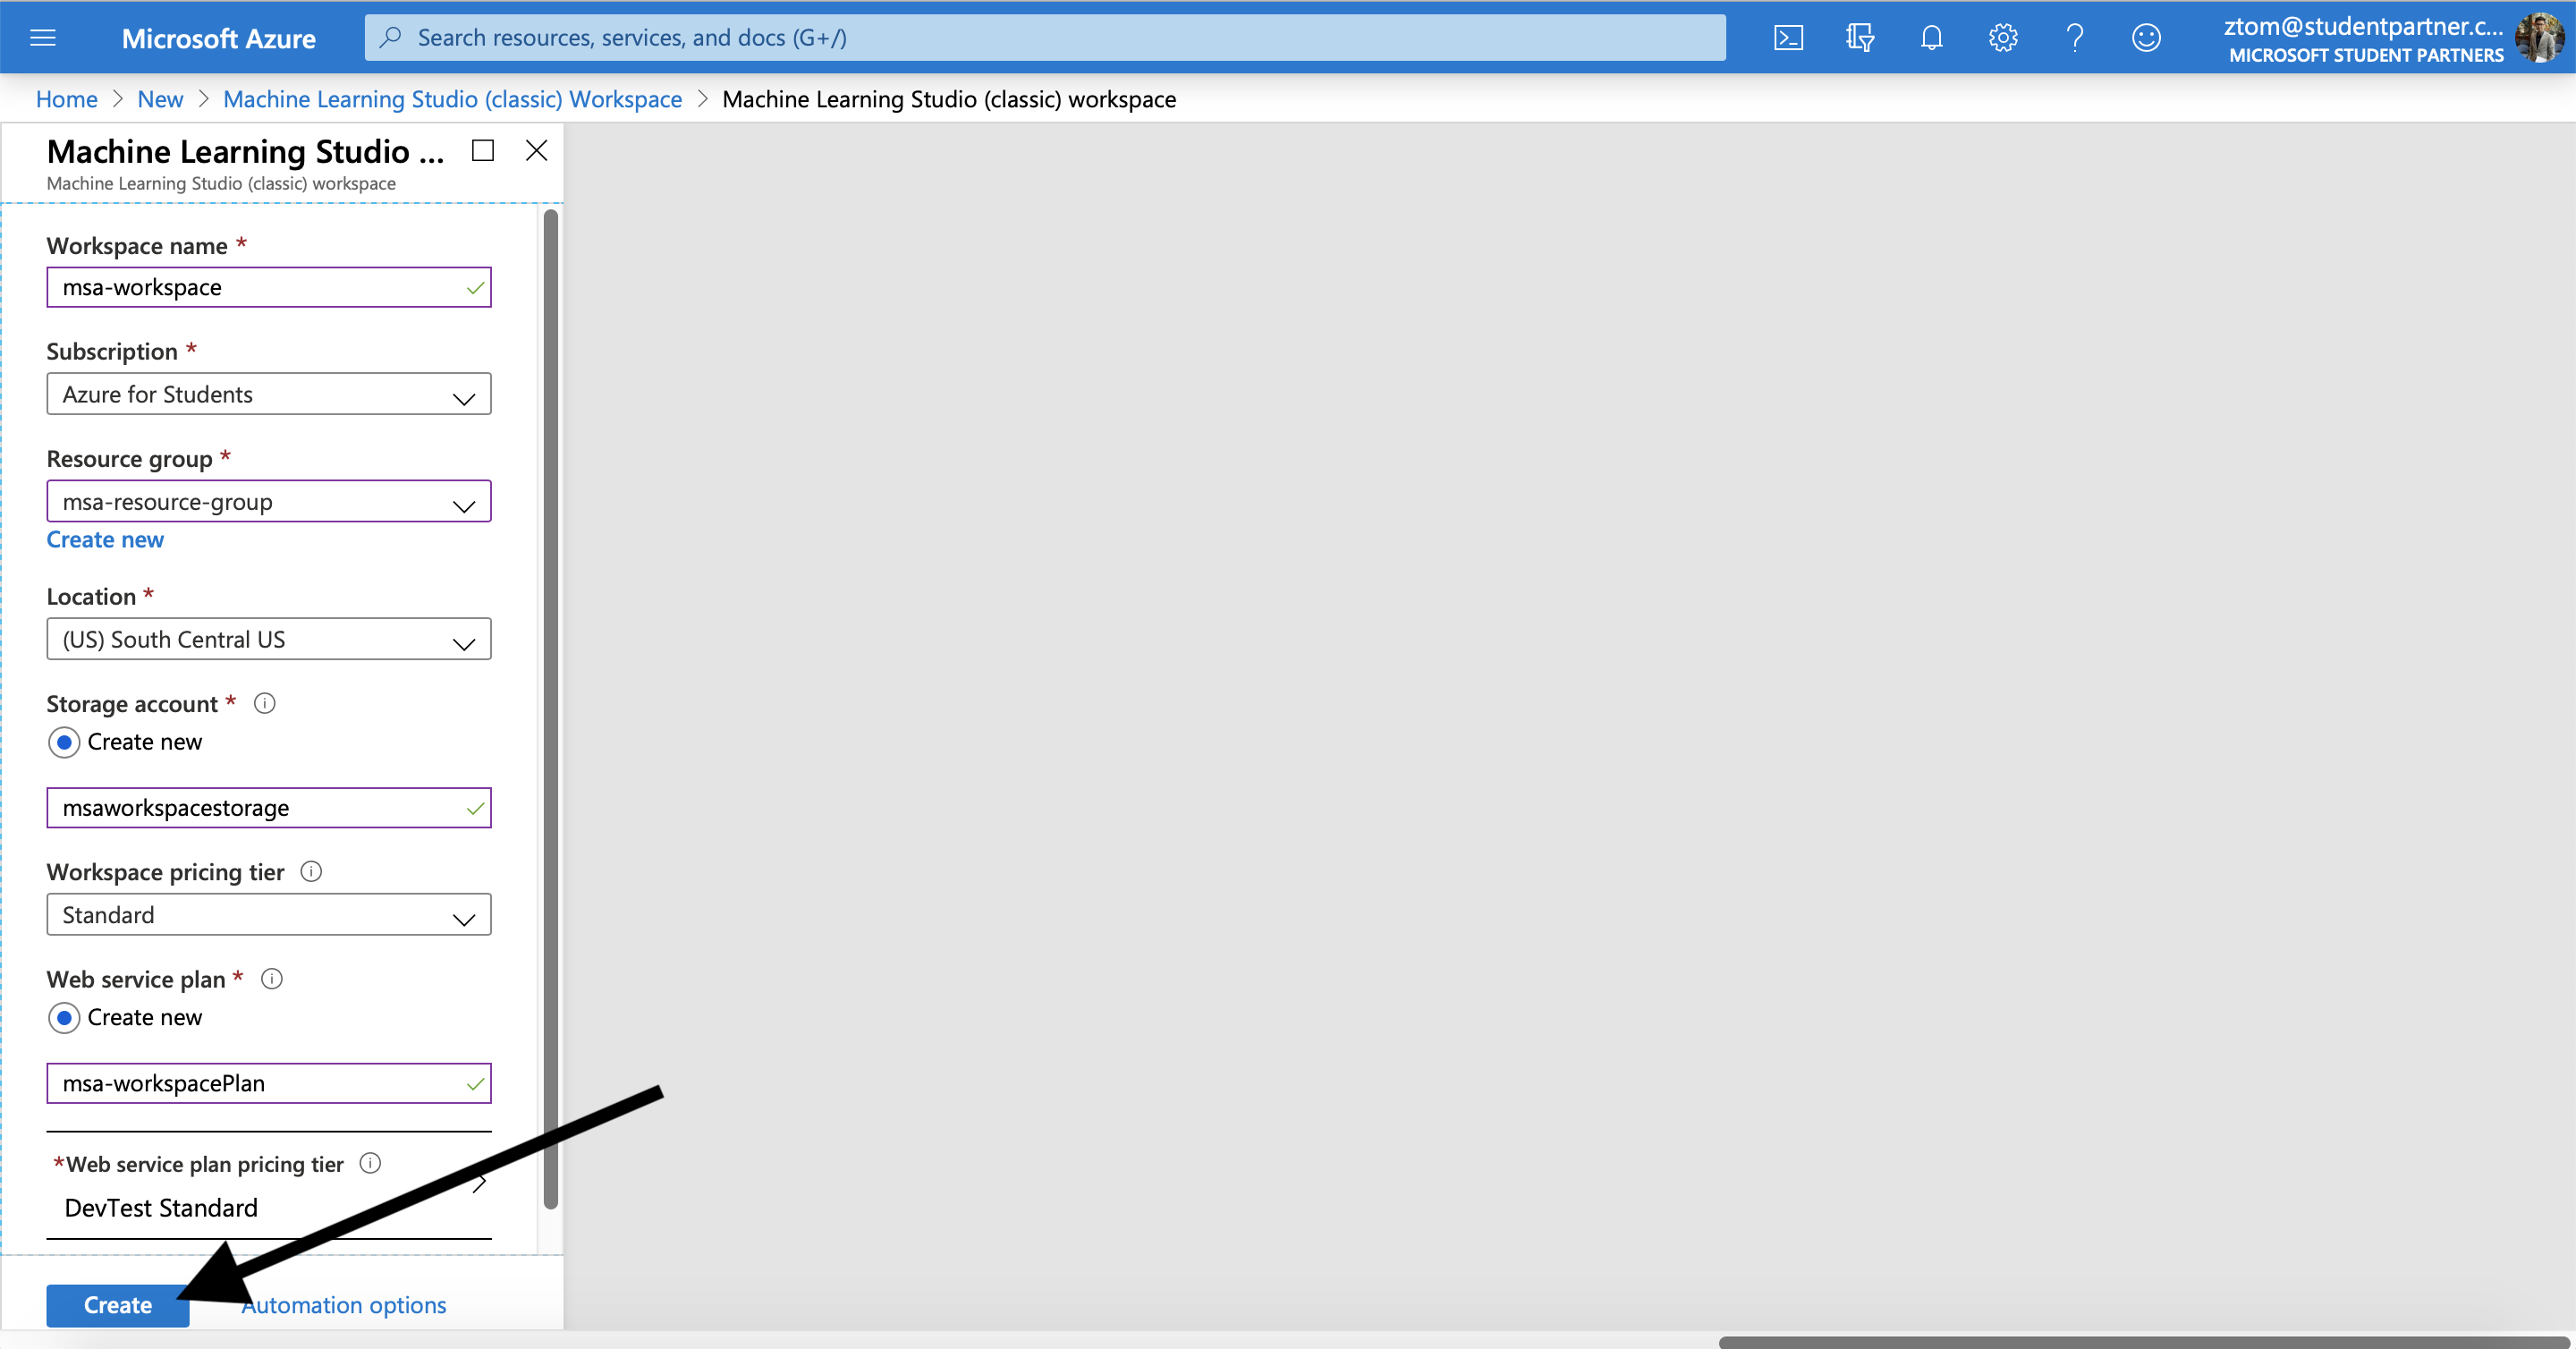 Microsoft Azure
Search resources, services, and docs (G+/)
ztom@studentpartner.c...
MICROSOFT STUDENT PARTNERS
Home > New > Machine Learning Studio (classic) Workspace > Machine Learning Studio (classic) workspace
Machine Learning Studio ...
Machine Learning Studio (classic) workspace
Workspace name *
msa-workspace
Subscription *
Azure for Students
Resource group *
msa-resource-group
Create new
Location *
(US) South Central US
Storage account *
Create new
msaworkspacestorage
Workspace pricing tier
Standard
Web service plan *
Create new
msa-workspacePlan
*Web service plan pricing tier
DevTest Standard
Create
Automation options